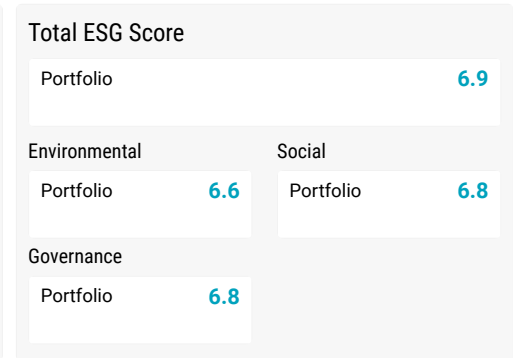 Total ESG Score
Portfolio 6.9
Environmental Social
Portfolio 6.6 Portfolio 6.8
Governance
Portfolio 6.8